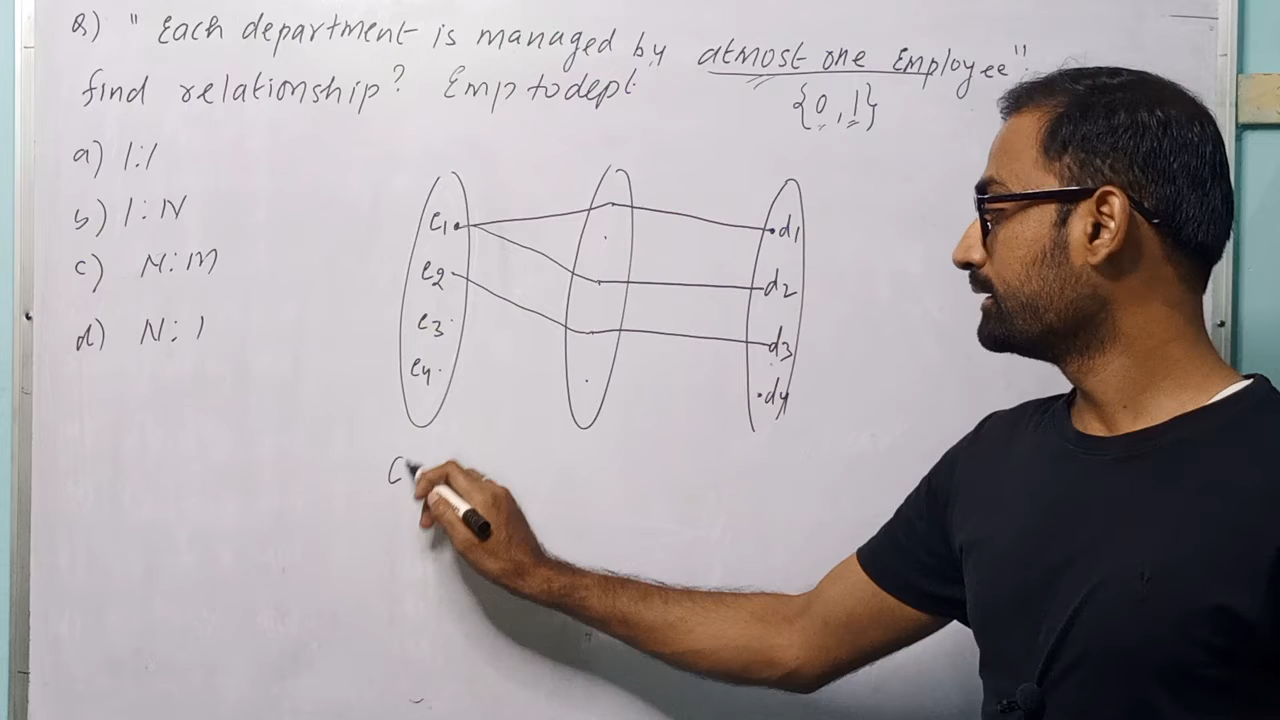 Q) "Each department is managed by atmost one Employee".
find relationship? Emp to dept
{0,1}
a) 1:1
b) 1:N
c) N:M
d) N:1
e1 d1
e2 d2
e3 d3
e4 d4
C